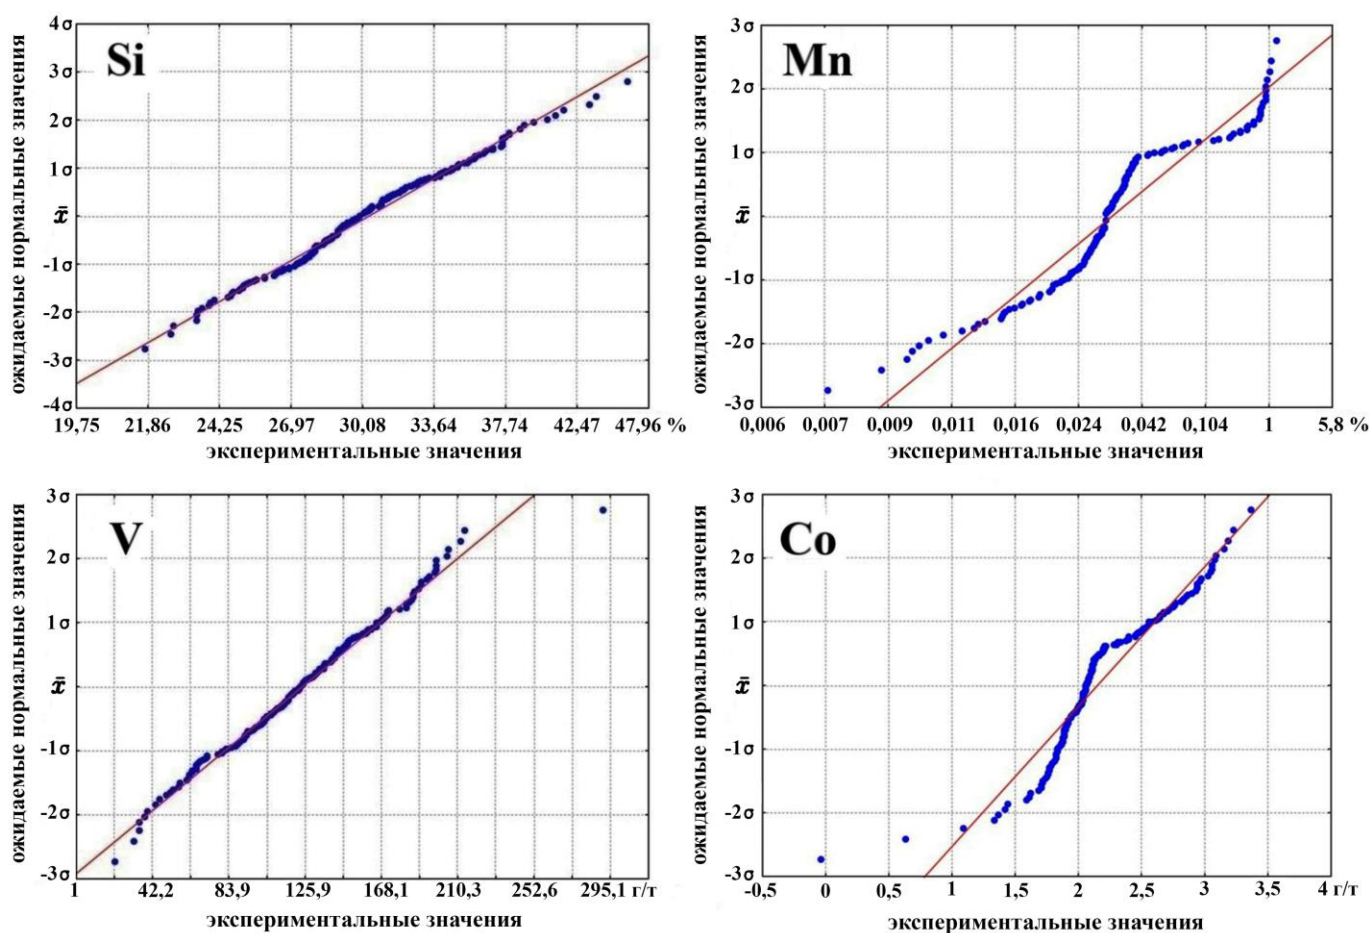 Si
ожидаемые нормальные значения
4σ
3σ
2σ
1σ
x̄
-1σ
-2σ
-3σ
-4σ
19,75 21,86 24,25 26,97 30,08 33,64 37,74 42,47 47,96 %
экспериментальные значения
Mn
ожидаемые нормальные значения
3σ
2σ
1σ
x̄
-1σ
-2σ
-3σ
0,006 0,007 0,009 0,011 0,016 0,024 0,042 0,104 1 5,8 %
экспериментальные значения
V
ожидаемые нормальные значения
3σ
2σ
1σ
x̄
-1σ
-2σ
-3σ
1 42,2 83,9 125,9 168,1 210,3 252,6 295,1 г/т
экспериментальные значения
Co
ожидаемые нормальные значения
3σ
2σ
1σ
x̄
-1σ
-2σ
-3σ
-0,5 0 0,5 1 1,5 2 2,5 3 3,5 4 г/т
экспериментальные значения